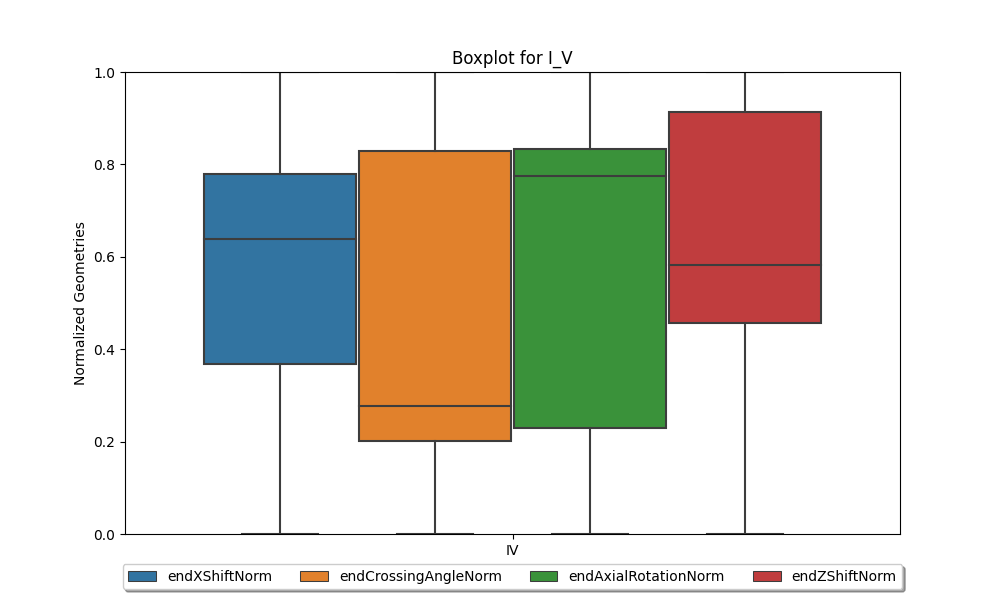 Boxplot for I_V
1.0
0.8
0.6
0.4
0.2
0.0
Normalized Geometries
IV
endXShiftNorm endCrossingAngleNorm endAxialRotationNorm endZShiftNorm